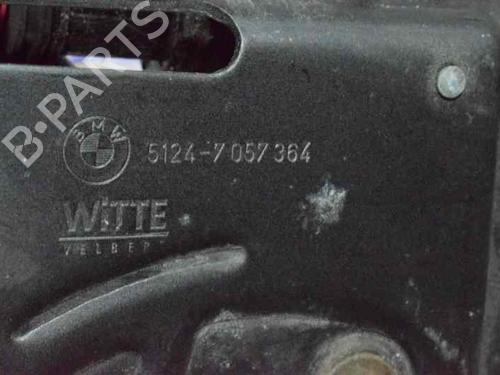 B-PARTS
BMW
5124-7 057 364
WiTTE
VELBERT